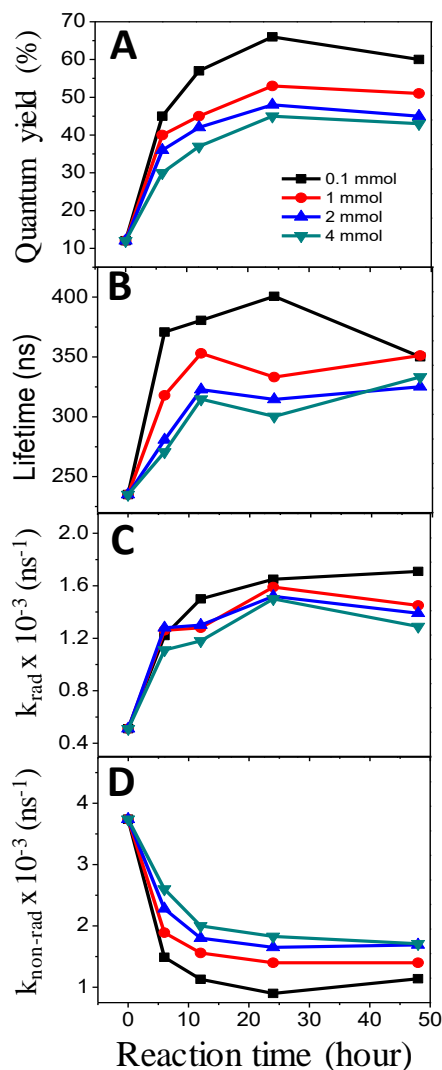 A
Quantum yield (%)
70
60
50
40
30
20
10
0.1 mmol
1 mmol
2 mmol
4 mmol
B
Lifetime (ns)
400
350
300
250
C
k_rad x 10⁻³ (ns⁻¹)
2.0
1.6
1.2
0.8
0.4
D
k_non-rad x 10⁻³ (ns⁻¹)
4
3
2
1
0 10 20 30 40 50
Reaction time (hour)